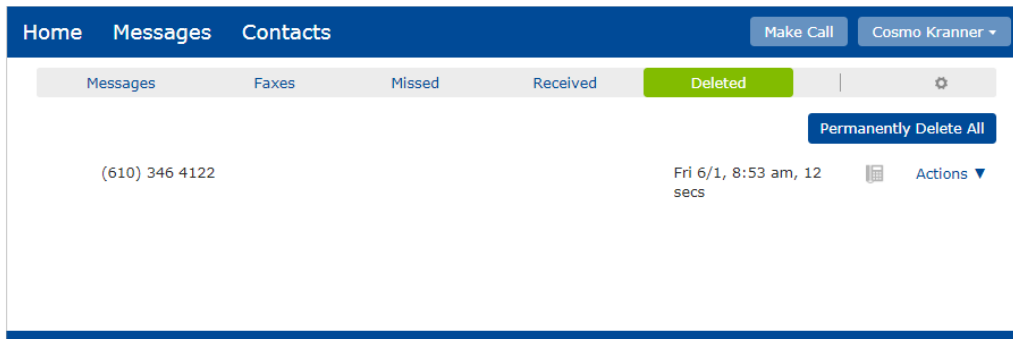 Home Messages Contacts Make Call Cosmo Kranner
Messages Faxes Missed Received Deleted
Permanently Delete All
(610) 346 4122 Fri 6/1, 8:53 am, 12 Actions ▼
secs